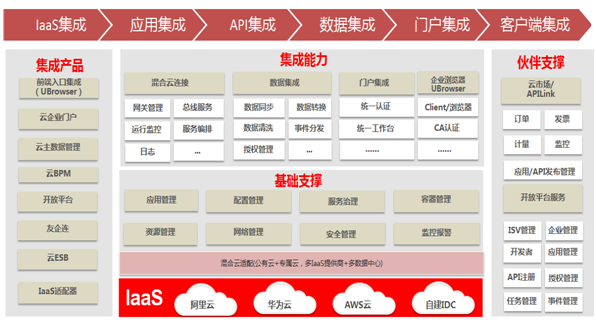 IaaS集成
应用集成
API集成
数据集成
门户集成
客户端集成
集成产品
前端入口集成
（UBrowser）
云企业门户
云主数据管理
云BPM
开放平台
友企连
云ESB
IaaS适配器
集成能力
混合云连接
网关管理
总线服务
运行监控
服务编排
日志
...
数据集成
数据同步
数据转换
数据清洗
事件分发
授权管理
...
门户集成
统一认证
统一工作台
......
企业浏览器
UBrowser
Client/浏览器
CA认证
......
基础支撑
应用管理
配置管理
服务治理
容器管理
资源管理
网络管理
安全管理
监控报警
混合云适配(公有云+专属云，多IaaS提供商+多数据中心)
IaaS
阿里云
华为云
AWS云
自建IDC
伙伴支撑
云市场/
APILink
订单
发票
计量
监控
应用/API发布管理
开放平台服务
ISV管理
企业管理
开发者
应用管理
API注册
授权管理
任务管理
事件管理